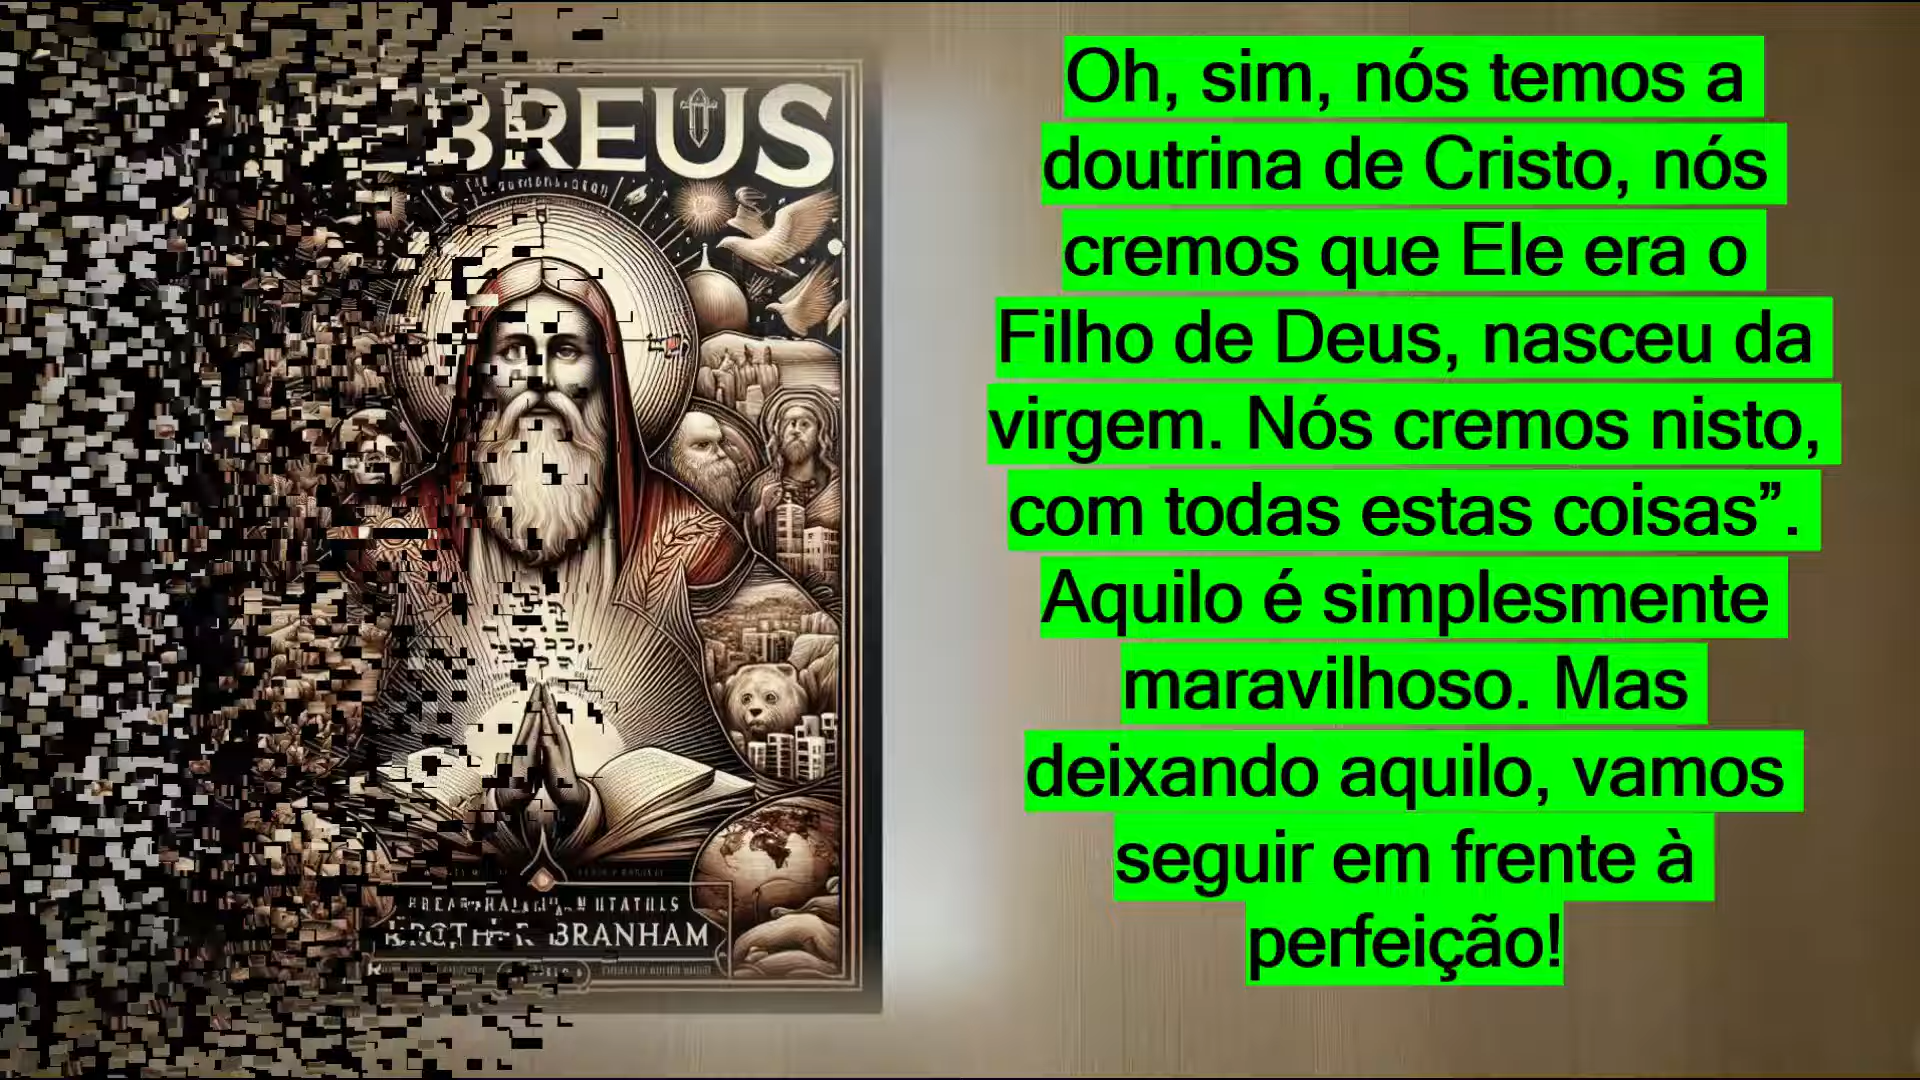 BREUS
BRANHAM
Oh, sim, nós temos a
doutrina de Cristo, nós
cremos que Ele era o
Filho de Deus, nasceu da
virgem. Nós cremos nisto,
com todas estas coisas”.
Aquilo é simplesmente
maravilhoso. Mas
deixando aquilo, vamos
seguir em frente à
perfeição!